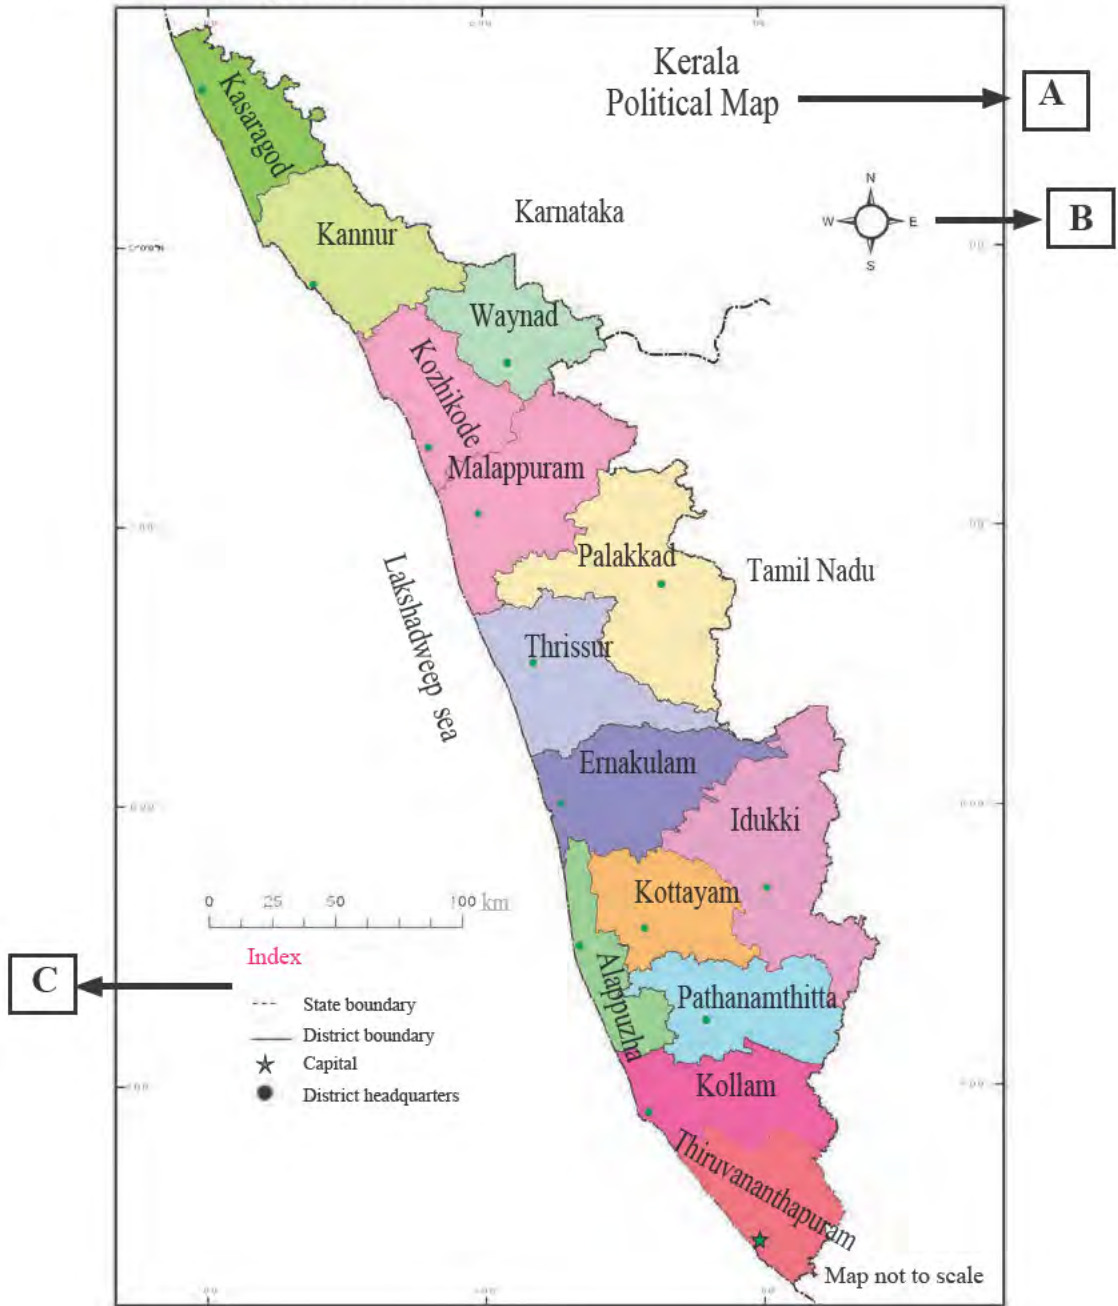 Kerala
Political Map
A
N
W E
S
B
Kasaragod
Karnataka
Kannur
Waynad
Kozhikode
Malappuram
Palakkad
Tamil Nadu
Lakshadweep sea
Thrissur
Ernakulam
Idukki
Kottayam
0 25 50 100 km
Index
C
State boundary
District boundary
Capital
District headquarters
Alappuzha
Pathanamthitta
Kollam
Thiruvananthapuram
Map not to scale